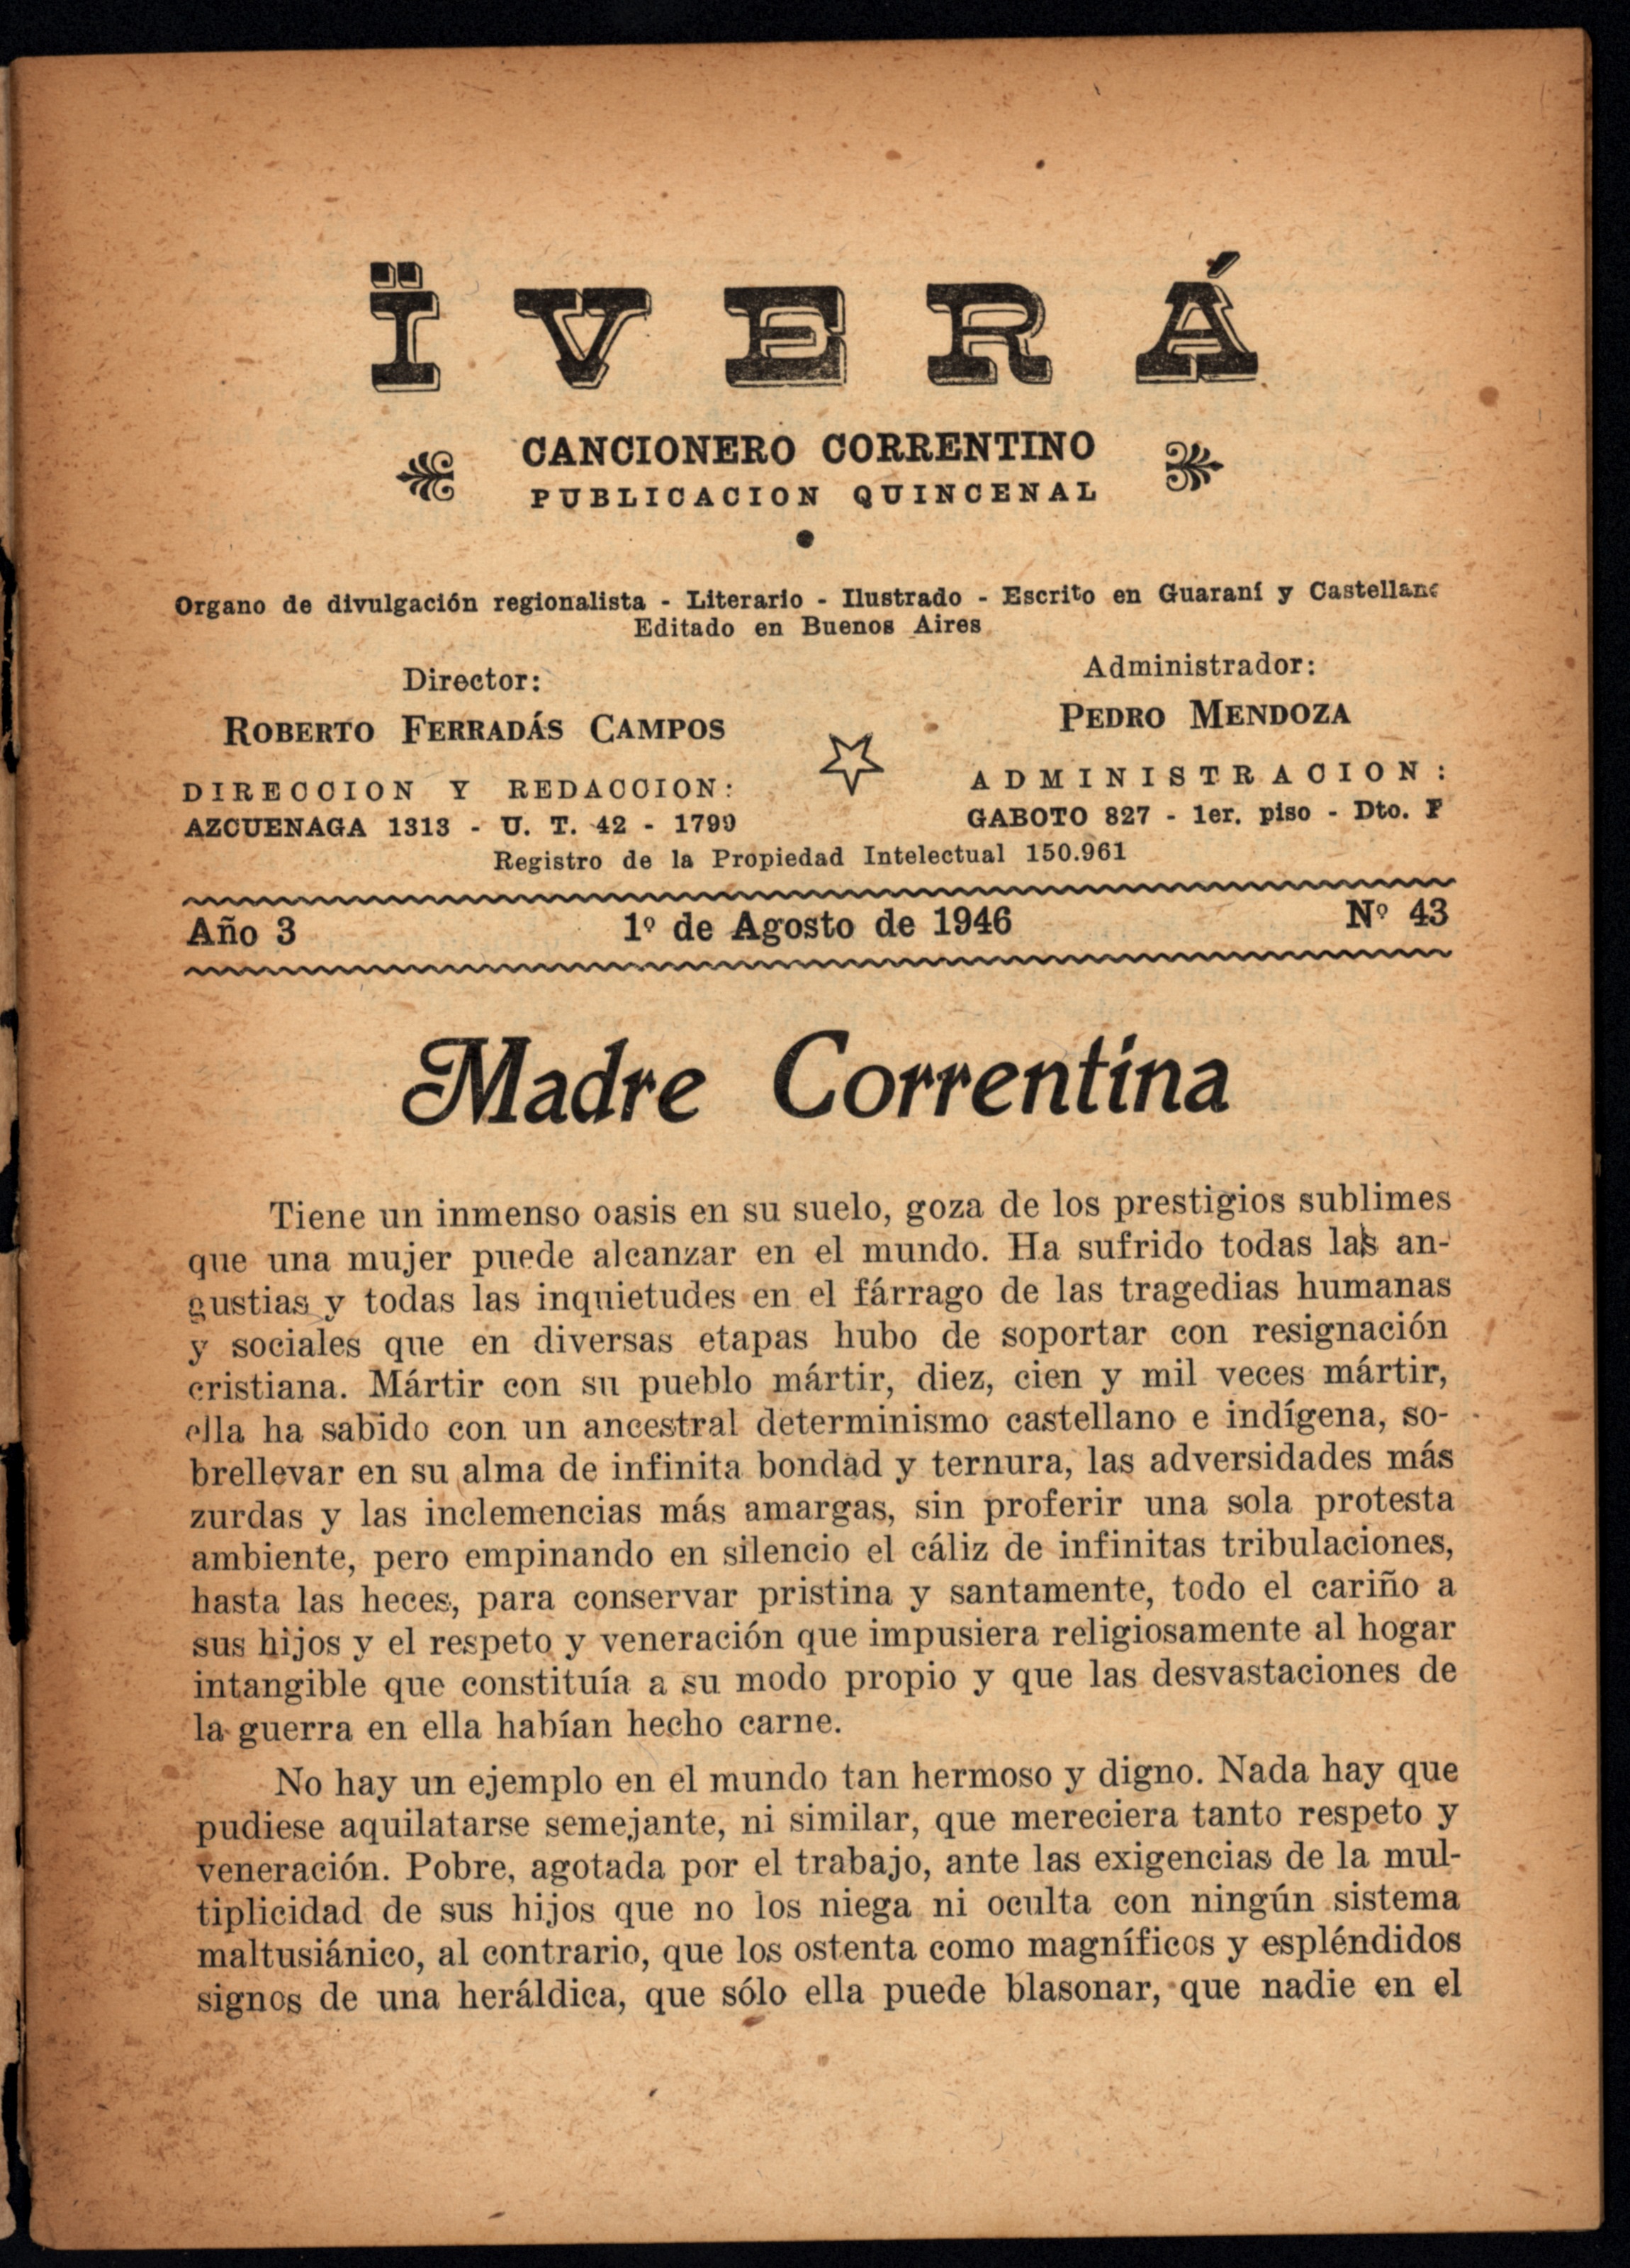 ÏVERÁ
CANCIONERO CORRENTINO
PUBLICACION QUINCENAL
Organo de divulgación regionalista - Literario - Ilustrado - Escrito en Guaraní y Castellano
Editado en Buenos Aires
Director:
ROBERTO FERRADÁS CAMPOS
DIRECCION Y REDACCION:
AZCUENAGA 1313 - U. T. 42 - 1799
Administrador:
PEDRO MENDOZA
ADMINISTRACION:
GABOTO 827 - 1er. piso - Dto. F
Registro de la Propiedad Intelectual 150.961
Año 3 1º de Agosto de 1946 Nº 43
Madre Correntina
Tiene un inmenso oasis en su suelo, goza de los prestigios sublimes
que una mujer puede alcanzar en el mundo. Ha sufrido todas las an-
gustias y todas las inquietudes en el fárrago de las tragedias humanas
y sociales que en diversas etapas hubo de soportar con resignación
cristiana. Mártir con su pueblo mártir, diez, cien y mil veces mártir,
ella ha sabido con un ancestral determinismo castellano e indígena, so-
brellevar en su alma de infinita bondad y ternura, las adversidades más
zurdas y las inclemencias más amargas, sin proferir una sola protesta
ambiente, pero empinando en silencio el cáliz de infinitas tribulaciones,
hasta las heces, para conservar pristina y santamente, todo el cariño a
sus hijos y el respeto y veneración que impusiera religiosamente al hogar
intangible que constituía a su modo propio y que las desvastaciones de
la guerra en ella habían hecho carne.
No hay un ejemplo en el mundo tan hermoso y digno. Nada hay que
pudiese aquilatarse semejante, ni similar, que mereciera tanto respeto y
veneración. Pobre, agotada por el trabajo, ante las exigencias de la mul-
tiplicidad de sus hijos que no los niega ni oculta con ningún sistema
maltusiánico, al contrario, que los ostenta como magníficos y espléndidos
signos de una heráldica, que sólo ella puede blasonar, que nadie en el